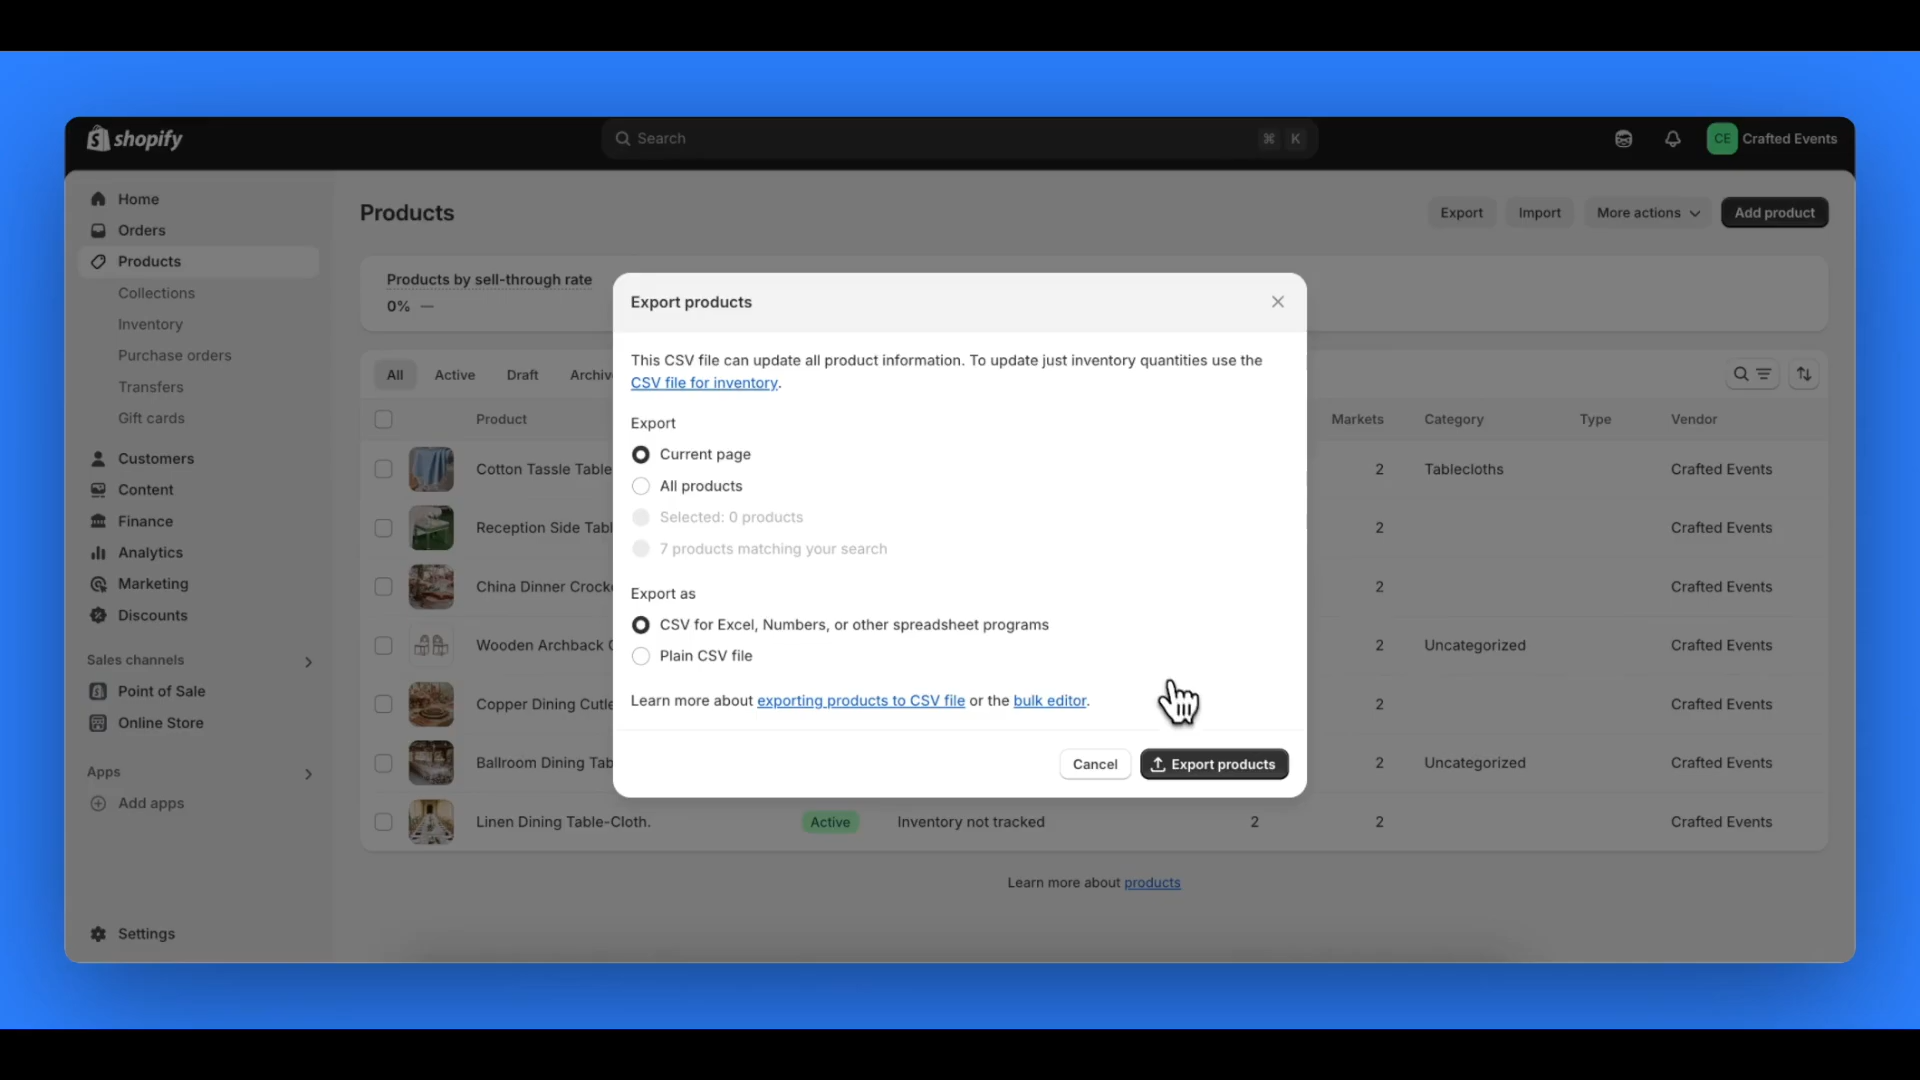 shopify
Search
⌘ K
CE Crafted Events
Home
Orders
Products
Collections
Inventory
Purchase orders
Transfers
Gift cards
Customers
Content
Finance
Analytics
Marketing
Discounts
Sales channels
Point of Sale
Online Store
Apps
Add apps
Settings
Products
Export Import More actions Add product
Products by sell-through rate
0% —
All Active Draft Archiv
Product Markets Category Type Vendor
Cotton Tassle Table 2 Tablecloths Crafted Events
Reception Side Tabl 2 Crafted Events
China Dinner Crocke 2 Crafted Events
Wooden Archback C 2 Uncategorized Crafted Events
Copper Dining Cutle 2 Crafted Events
Ballroom Dining Tab 2 Uncategorized Crafted Events
Linen Dining Table-Cloth. Active Inventory not tracked 2 2 Crafted Events
Learn more about products
Export products
This CSV file can update all product information. To update just inventory quantities use the
CSV file for inventory.
Export
Current page
All products
Selected: 0 products
7 products matching your search
Export as
CSV for Excel, Numbers, or other spreadsheet programs
Plain CSV file
Learn more about exporting products to CSV file or the bulk editor.
Cancel Export products